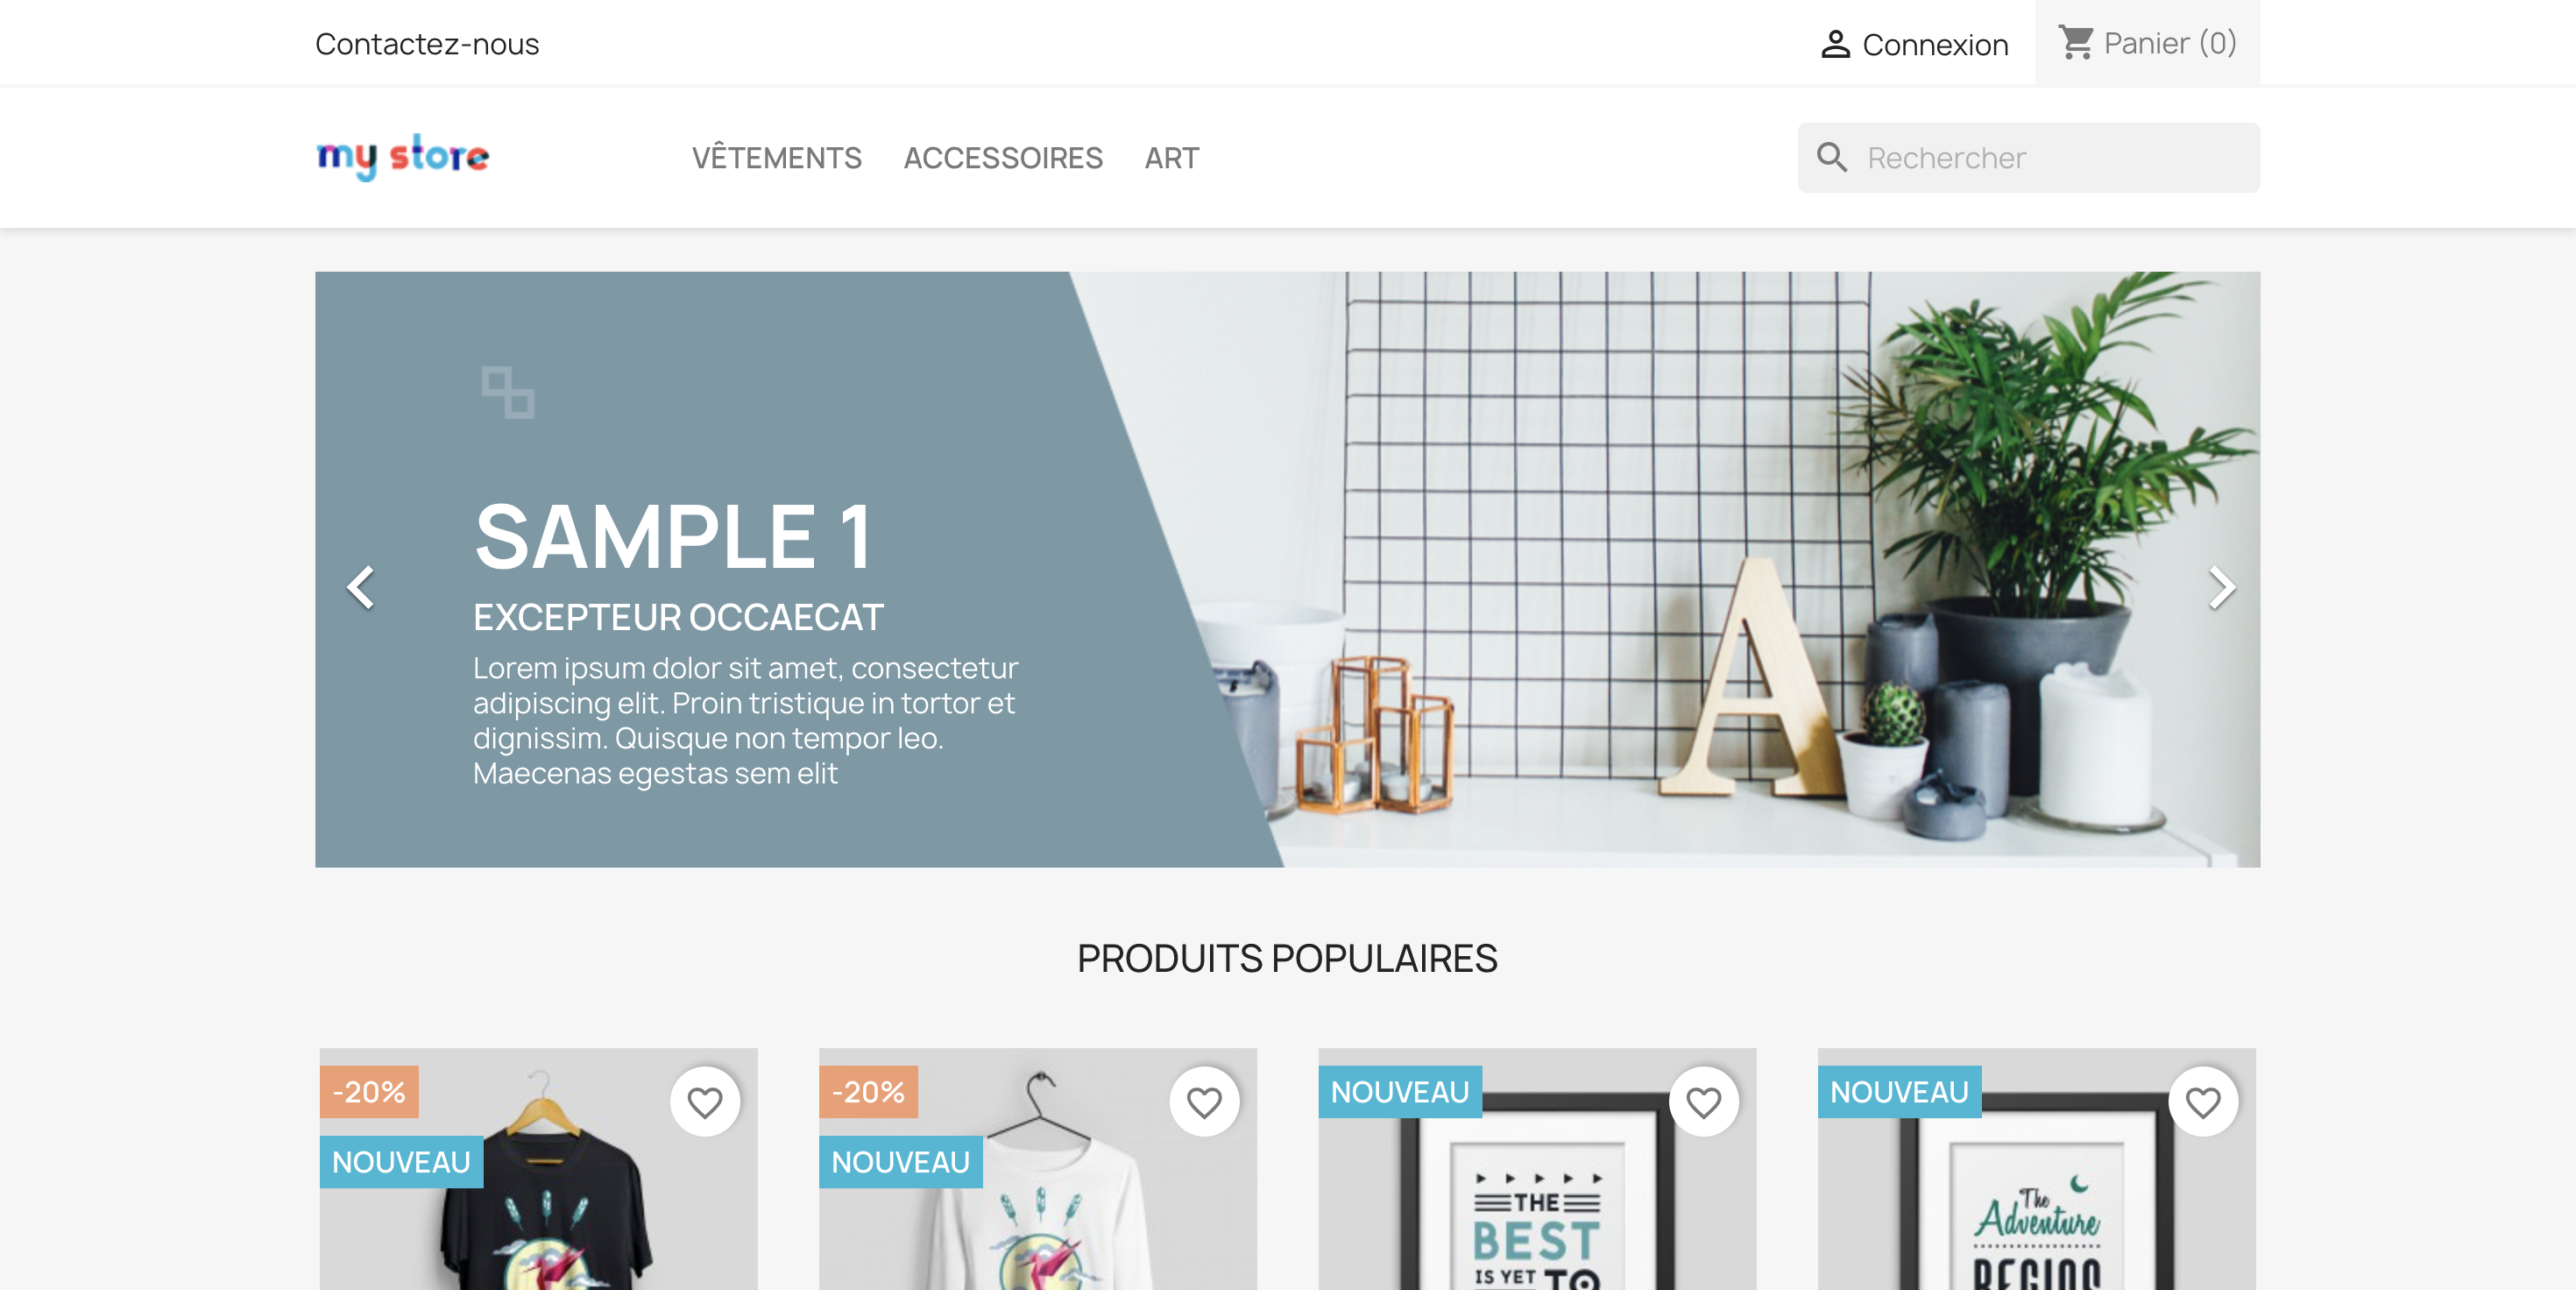 Contactez-nous
Connexion
Panier (0)
my store
VÊTEMENTS
ACCESSOIRES
ART
Rechercher
SAMPLE 1
EXCEPTEUR OCCAECAT
Lorem ipsum dolor sit amet, consectetur
adipiscing elit. Proin tristique in tortor et
dignissim. Quisque non tempor leo.
Maecenas egestas sem elit
A
PRODUITS POPULAIRES
-20%
NOUVEAU
-20%
NOUVEAU
NOUVEAU
THE
BEST
IS YET TO
NOUVEAU
The
Adventure
BEGINS